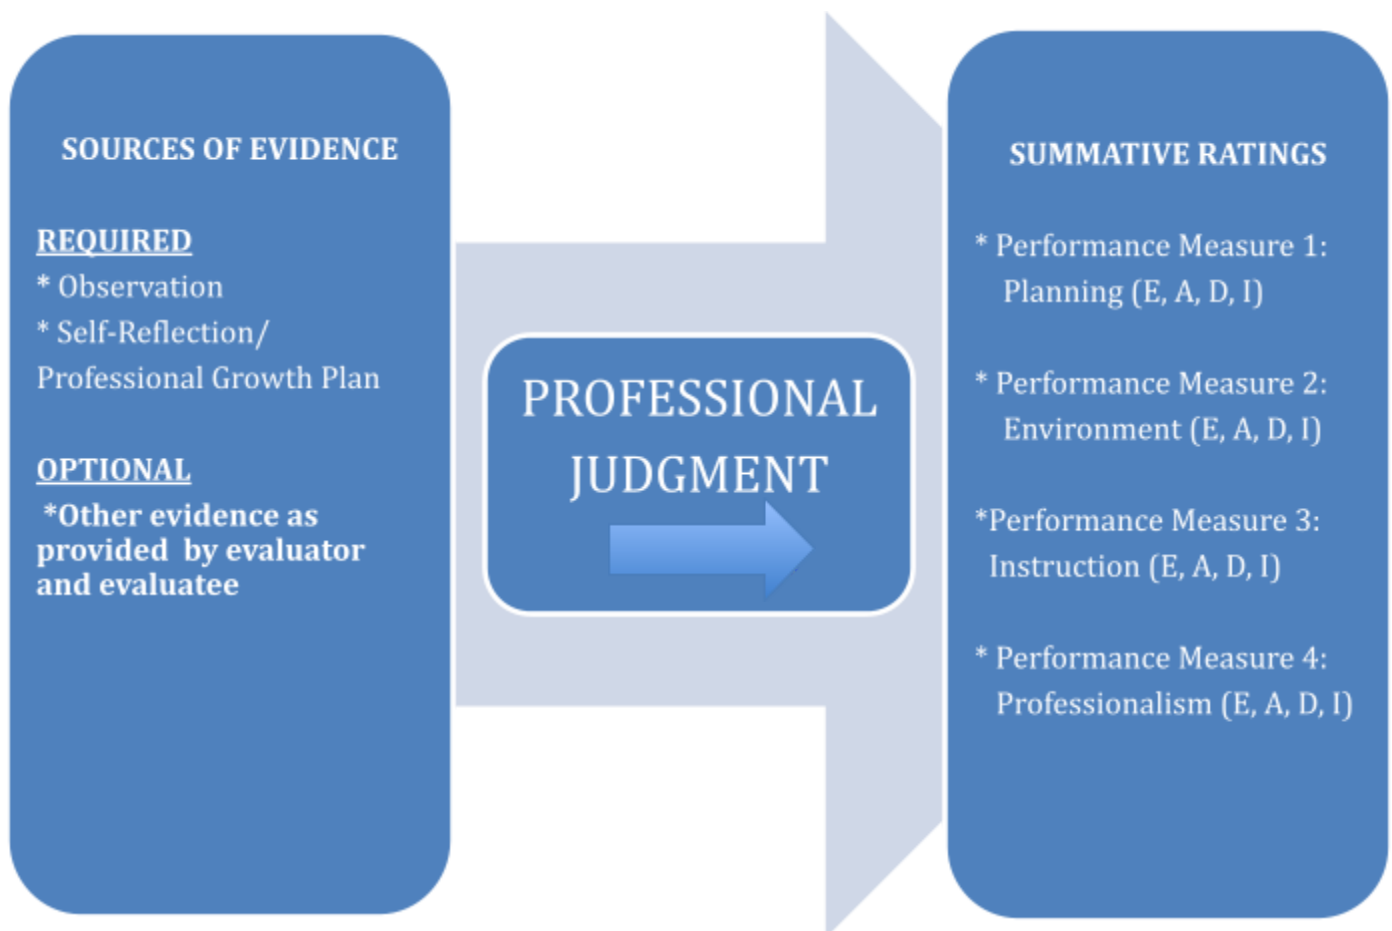 SOURCES OF EVIDENCE
REQUIRED
* Observation
* Self-Reflection/
Professional Growth Plan
OPTIONAL
*Other evidence as
provided  by evaluator
and evaluatee
PROFESSIONAL
JUDGMENT
SUMMATIVE RATINGS
* Performance Measure 1:
Planning (E, A, D, I)
* Performance Measure 2:
Environment (E, A, D, I)
*Performance Measure 3:
Instruction (E, A, D, I)
* Performance Measure 4:
Professionalism (E, A, D, I)